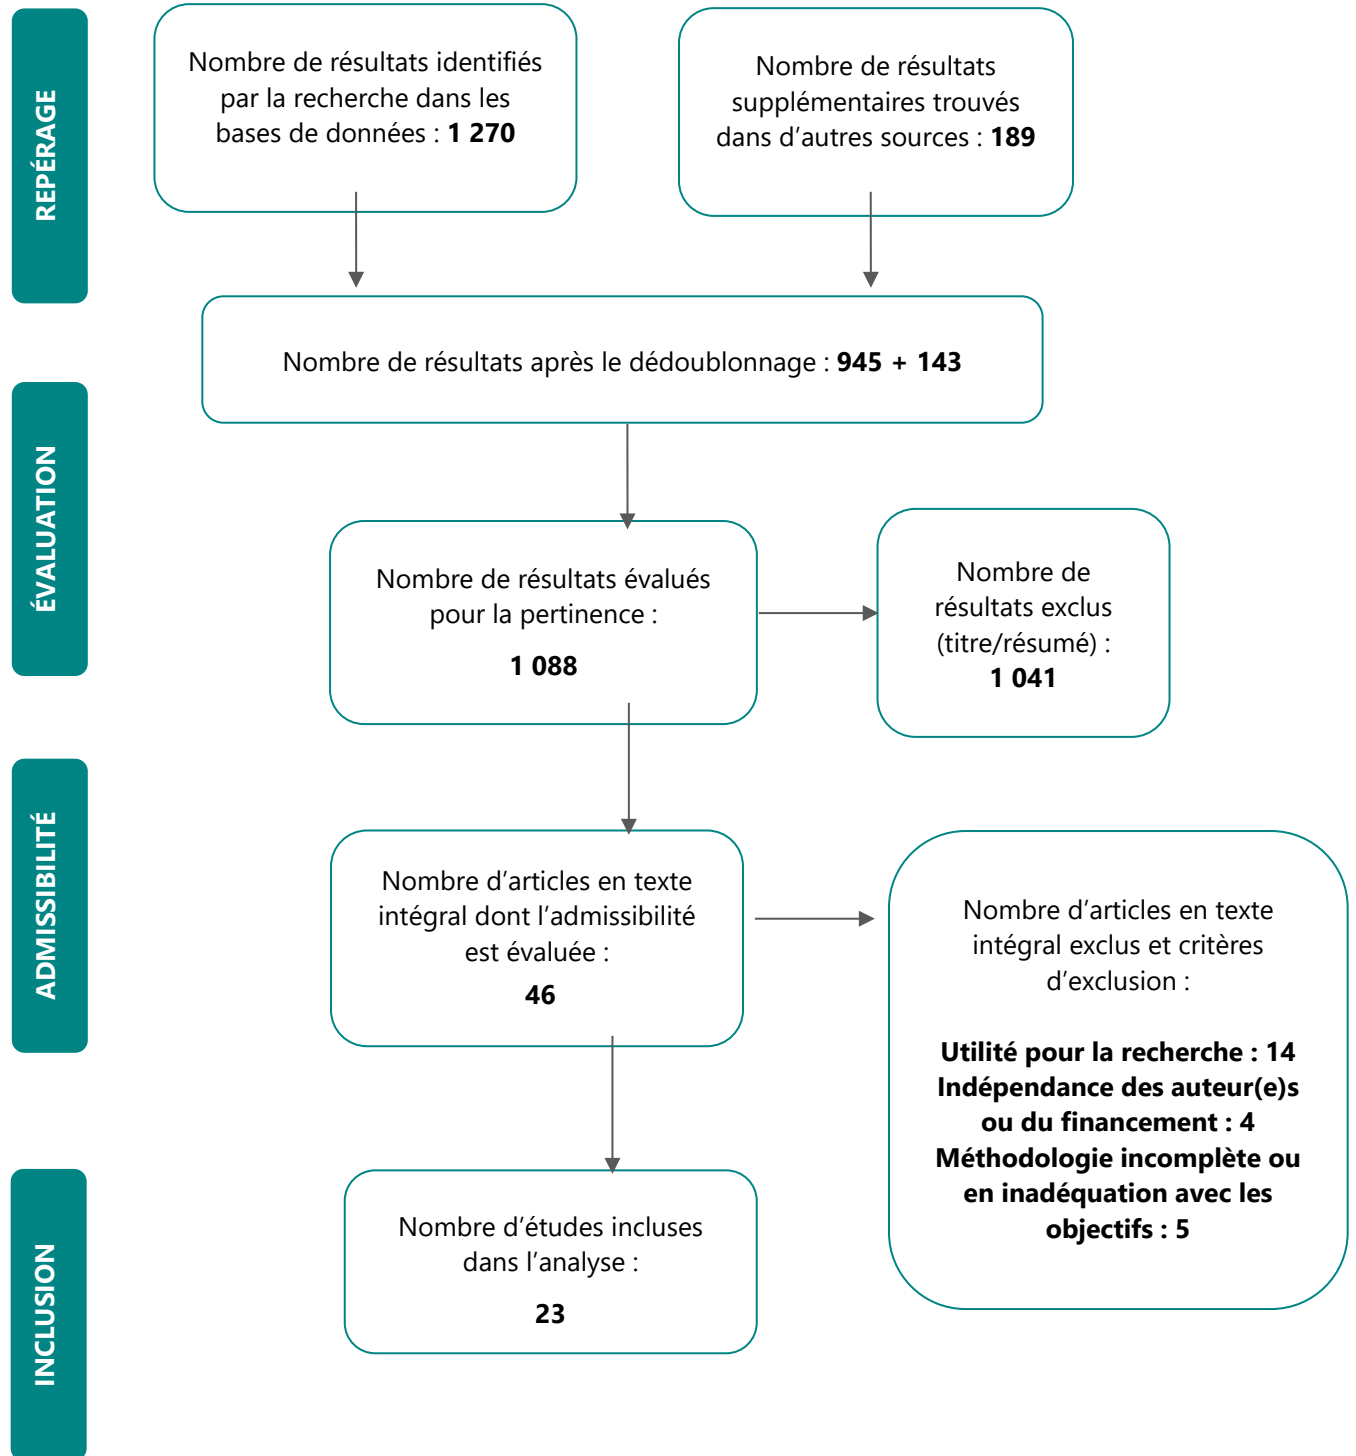 REPÉRAGE
Nombre de résultats identifiés
par la recherche dans les
bases de données : 1 270
Nombre de résultats
supplémentaires trouvés
dans d’autres sources : 189
Nombre de résultats après le dédoublonnage : 945 + 143
ÉVALUATION
Nombre de résultats évalués
pour la pertinence :
1 088
Nombre de
résultats exclus
(titre/résumé) :
1 041
ADMISSIBILITÉ
Nombre d’articles en texte
intégral dont l’admissibilité
est évaluée :
46
Nombre d’articles en texte
intégral exclus et critères
d’exclusion :
Utilité pour la recherche : 14
Indépendance des auteur(e)s
ou du financement : 4
Méthodologie incomplète ou
en inadéquation avec les
objectifs : 5
INCLUSION
Nombre d’études incluses
dans l’analyse :
23